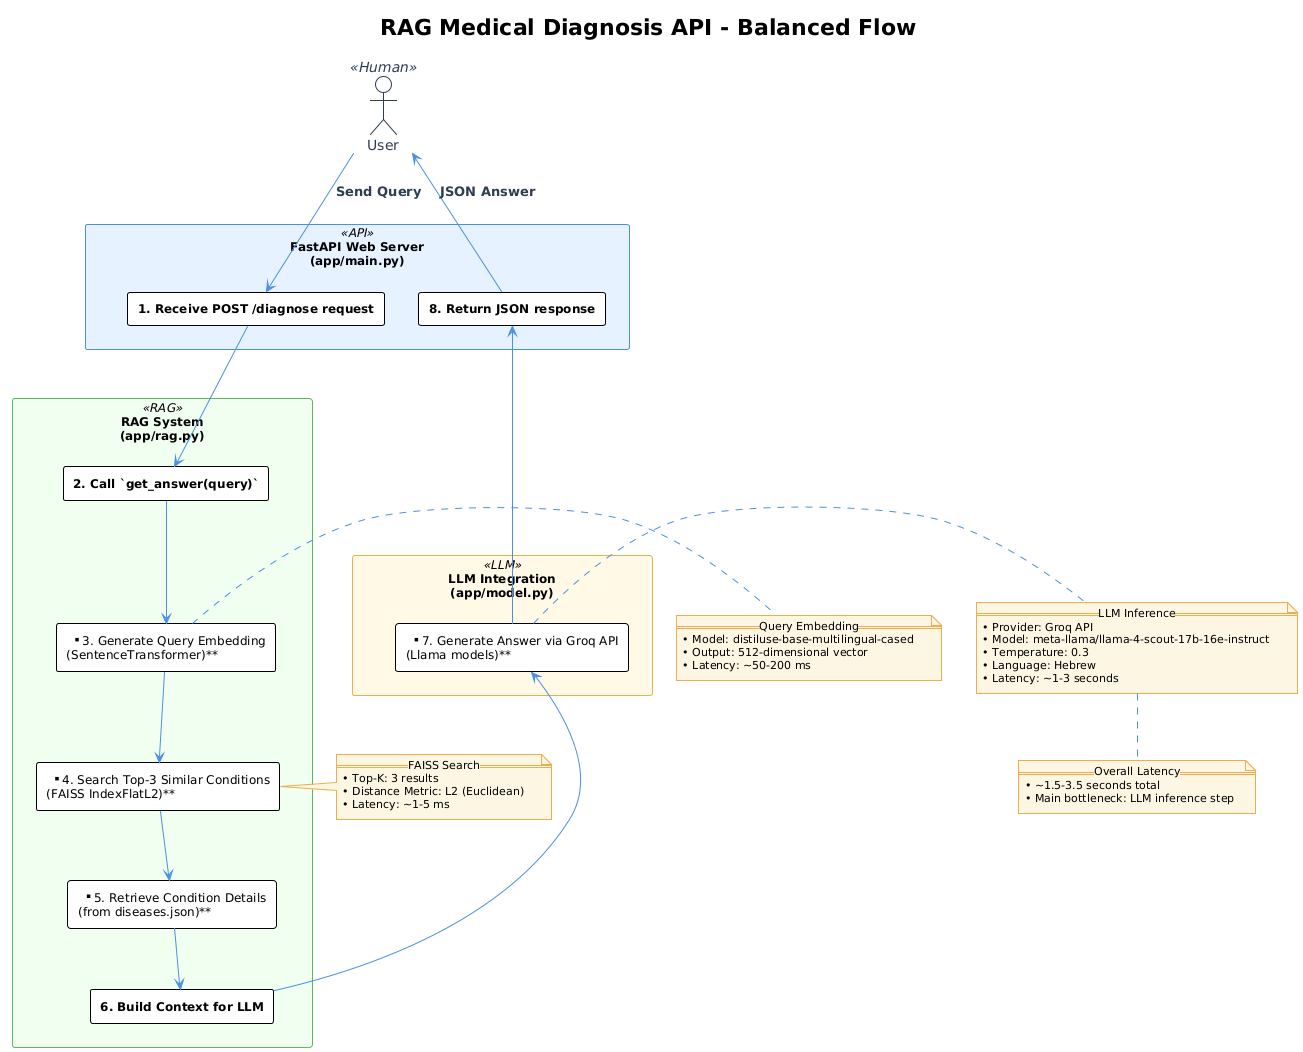 RAG Medical Diagnosis API - Balanced Flow
«Human»
User
Send Query
JSON Answer
«API»
FastAPI Web Server
(app/main.py)
1. Receive POST /diagnose request
8. Return JSON response
«RAG»
RAG System
(app/rag.py)
2. Call `get_answer(query)`
«LLM»
LLM Integration
(app/model.py)
▪3. Generate Query Embedding
(SentenceTransformer)**
▪7. Generate Answer via Groq API
(Llama models)**
Query Embedding
• Model: distiluse-base-multilingual-cased
• Output: 512-dimensional vector
• Latency: ~50-200 ms
LLM Inference
• Provider: Groq API
• Model: meta-llama/llama-4-scout-17b-16e-instruct
• Temperature: 0.3
• Language: Hebrew
• Latency: ~1-3 seconds
▪4. Search Top-3 Similar Conditions
(FAISS IndexFlatL2)**
FAISS Search
• Top-K: 3 results
• Distance Metric: L2 (Euclidean)
• Latency: ~1-5 ms
Overall Latency
• ~1.5-3.5 seconds total
• Main bottleneck: LLM inference step
▪5. Retrieve Condition Details
(from diseases.json)**
6. Build Context for LLM